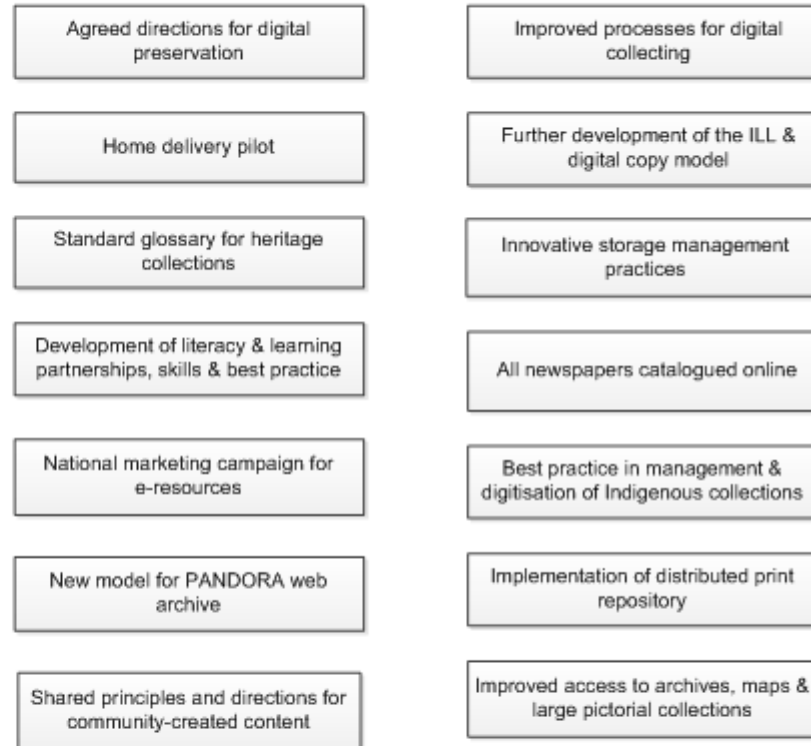 Agreed directions for digital
preservation
Improved processes for digital
collecting
Home delivery pilot
Further development of the ILL &
digital copy model
Standard glossary for heritage
collections
Innovative storage management
practices
Development of literacy & learning
partnerships, skills & best practice
All newspapers catalogued online
National marketing campaign for
e-resources
Best practice in management &
digitisation of Indigenous collections
New model for PANDORA web
archive
Implementation of distributed print
repository
Shared principles and directions for
community-created content
Improved access to archives, maps &
large pictorial collections